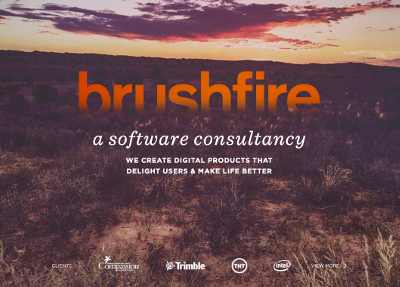 brushfire
a software consultancy
WE CREATE DIGITAL PRODUCTS THAT
DELIGHT USERS & MAKE LIFE BETTER
CLIENTS
Compassion
Trimble
TNT
intel
VIEW MORE >